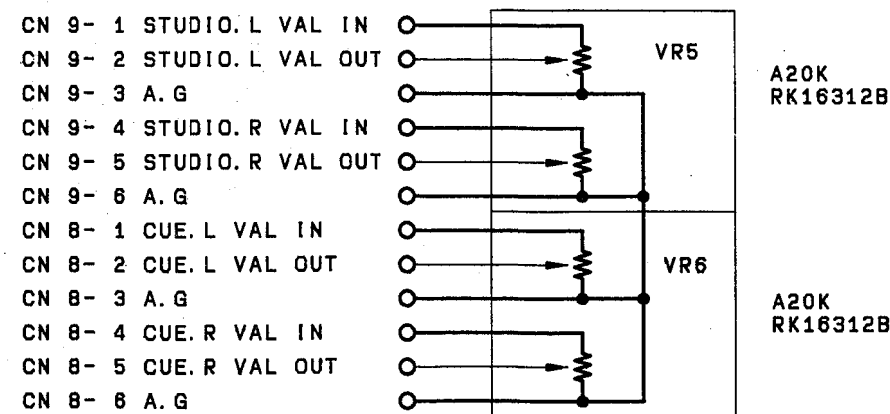 CN 9- 1 STUDIO.L VAL IN
CN 9- 2 STUDIO.L VAL OUT
CN 9- 3 A.G
CN 9- 4 STUDIO.R VAL IN
CN 9- 5 STUDIO.R VAL OUT
CN 9- 6 A.G
CN 8- 1 CUE.L VAL IN
CN 8- 2 CUE.L VAL OUT
CN 8- 3 A.G
CN 8- 4 CUE.R VAL IN
CN 8- 5 CUE.R VAL OUT
CN 8- 6 A.G
VR5
A20K
RK16312B
VR6
A20K
RK16312B